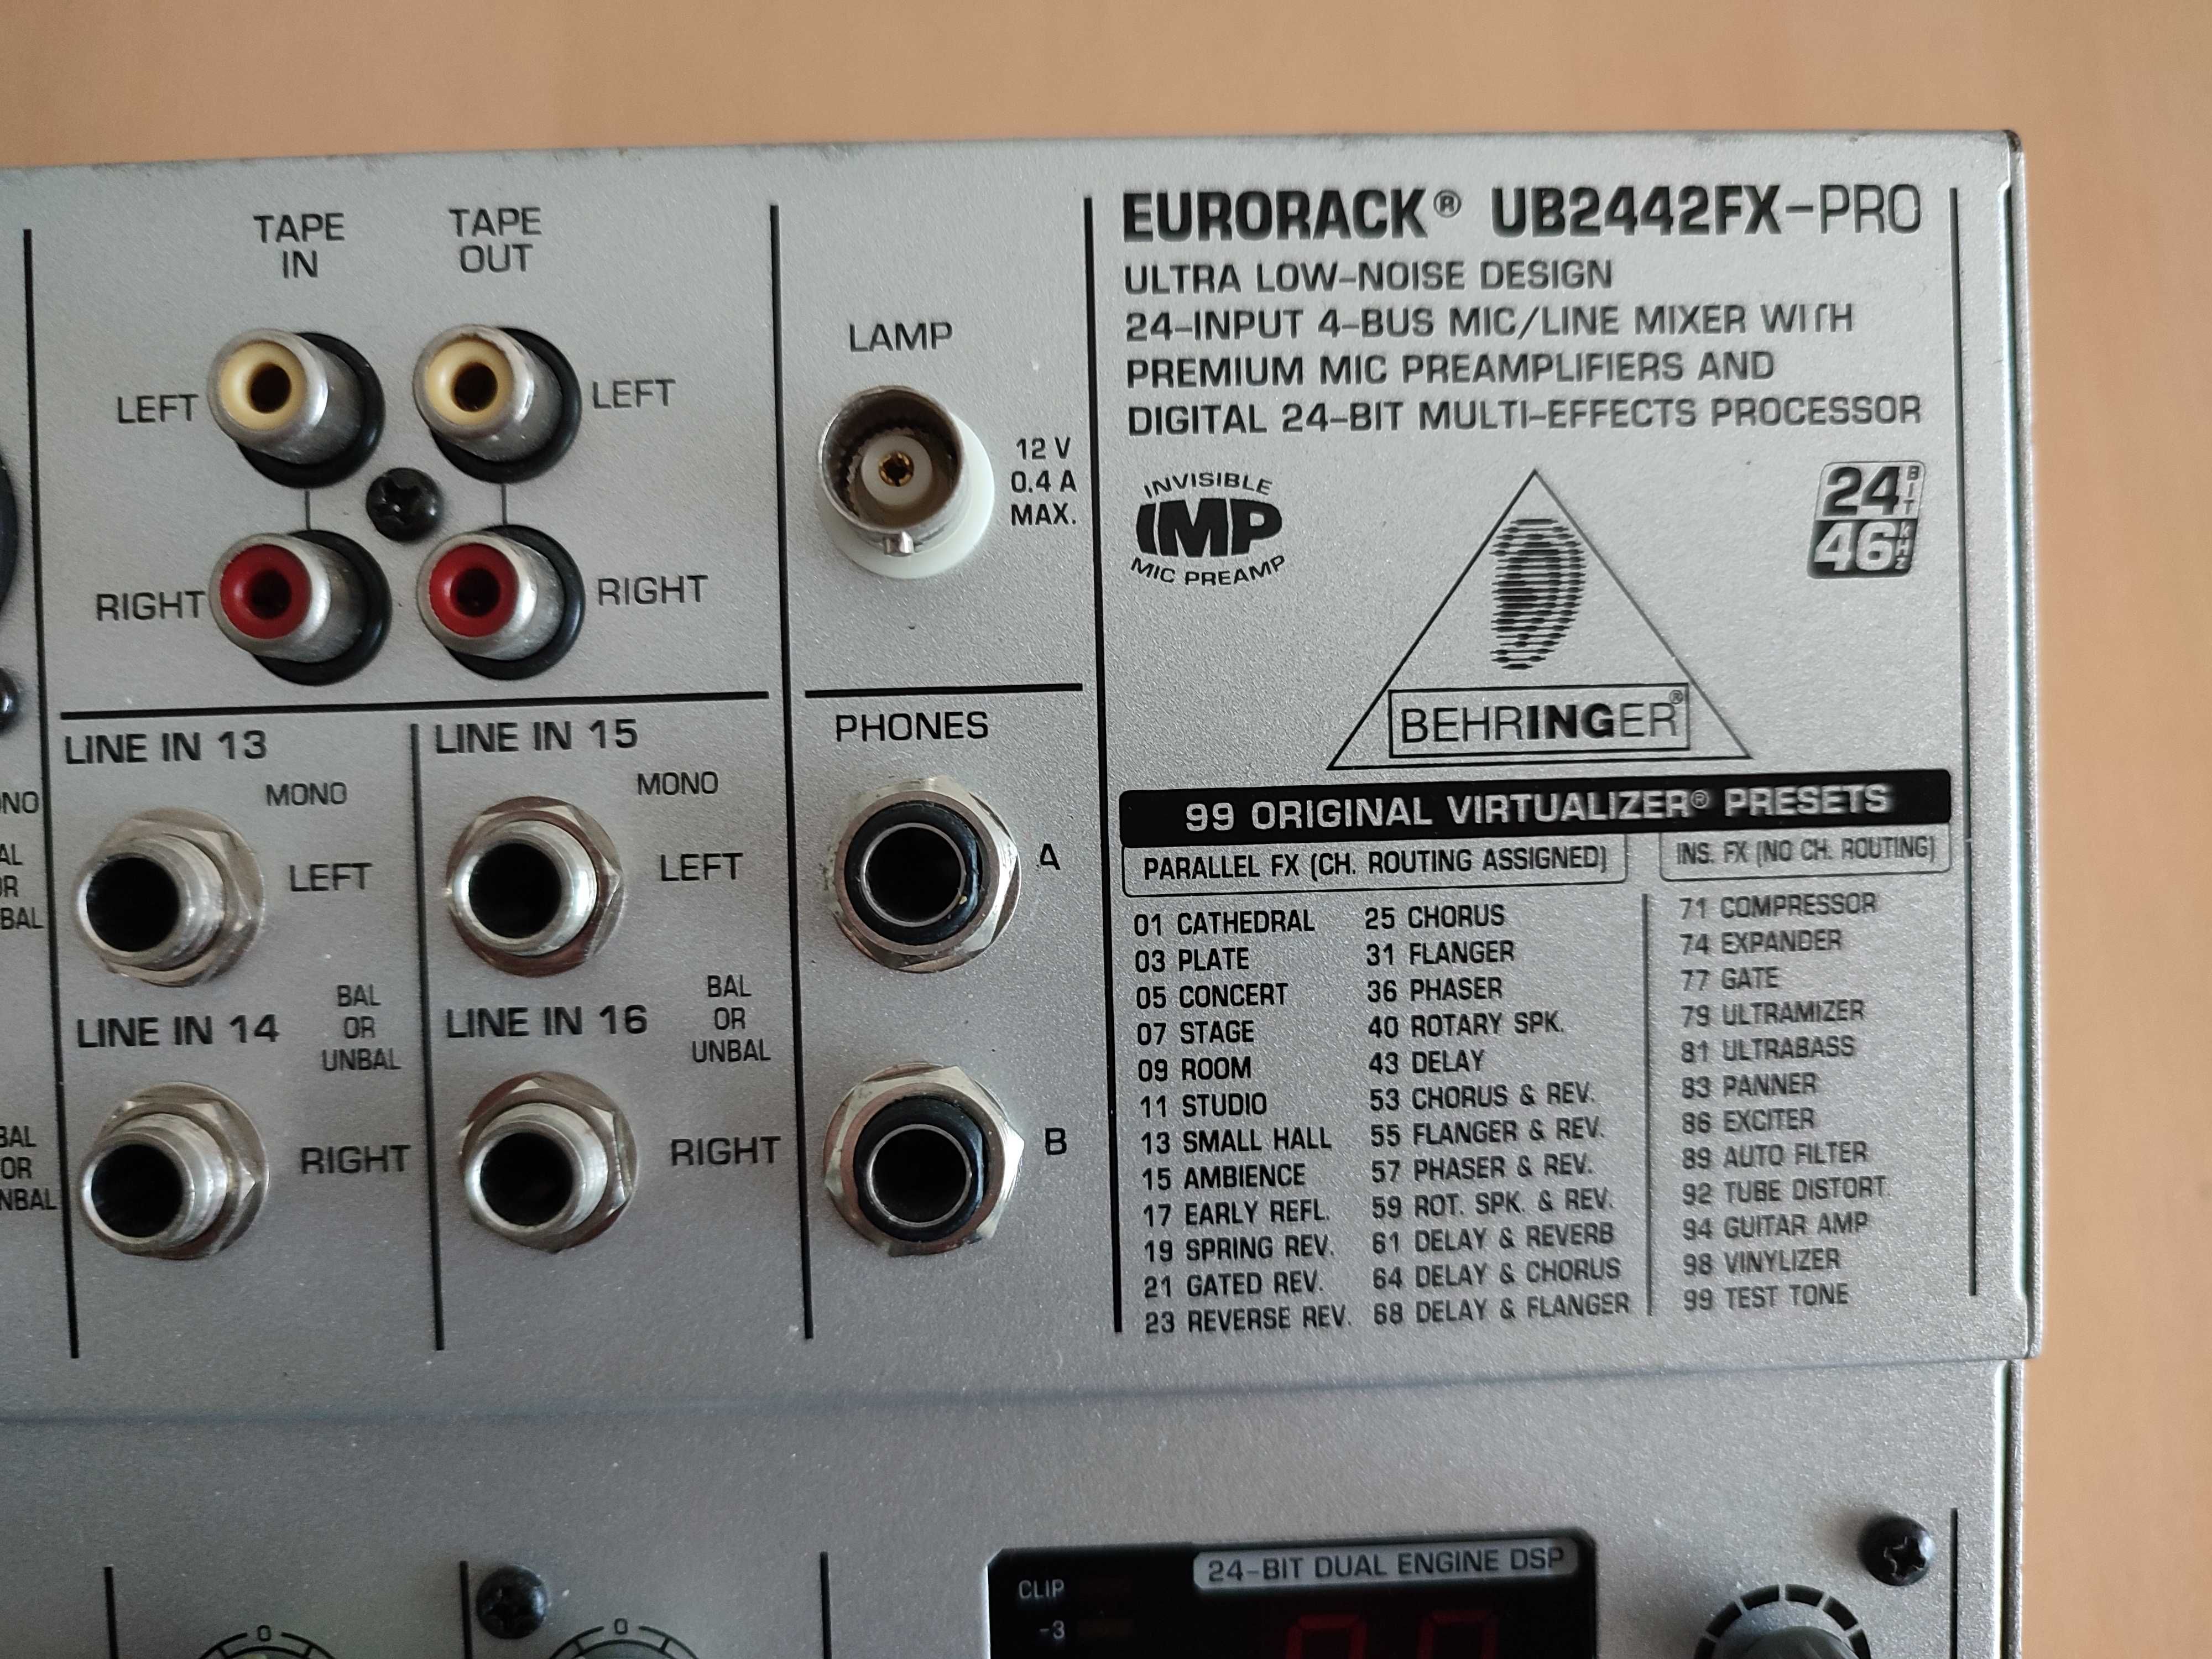 TAPE
IN
TAPE
OUT
LEFT
LEFT
RIGHT
RIGHT
LAMP
12 V
0.4 A
MAX.
EURORACK® UB2442FX-PRO
ULTRA LOW-NOISE DESIGN
24-INPUT 4-BUS MIC/LINE MIXER WITH
PREMIUM MIC PREAMPLIFIERS AND
DIGITAL 24-BIT MULTI-EFFECTS PROCESSOR
INVISIBLE
IMP
MIC PREAMP
24 BIT
46 kHz
BEHRINGER®
LINE IN 13
MONO
LEFT
BAL
OR
UNBAL
LINE IN 14
RIGHT
LINE IN 15
MONO
LEFT
BAL
OR
UNBAL
LINE IN 16
RIGHT
PHONES
A
B
99 ORIGINAL VIRTUALIZER® PRESETS
PARALLEL FX (CH. ROUTING ASSIGNED)
01 CATHEDRAL
03 PLATE
05 CONCERT
07 STAGE
09 ROOM
11 STUDIO
13 SMALL HALL
15 AMBIENCE
17 EARLY REFL.
19 SPRING REV.
21 GATED REV.
23 REVERSE REV.
25 CHORUS
31 FLANGER
36 PHASER
40 ROTARY SPK.
43 DELAY
53 CHORUS & REV.
55 FLANGER & REV.
57 PHASER & REV.
59 ROT. SPK. & REV.
61 DELAY & REVERB
64 DELAY & CHORUS
68 DELAY & FLANGER
INS. FX (NO CH. ROUTING)
71 COMPRESSOR
74 EXPANDER
77 GATE
79 ULTRAMIZER
81 ULTRABASS
83 PANNER
86 EXCITER
89 AUTO FILTER
92 TUBE DISTORT.
94 GUITAR AMP
98 VINYLIZER
99 TEST TONE
24-BIT DUAL ENGINE DSP
CLIP
-3
0
0